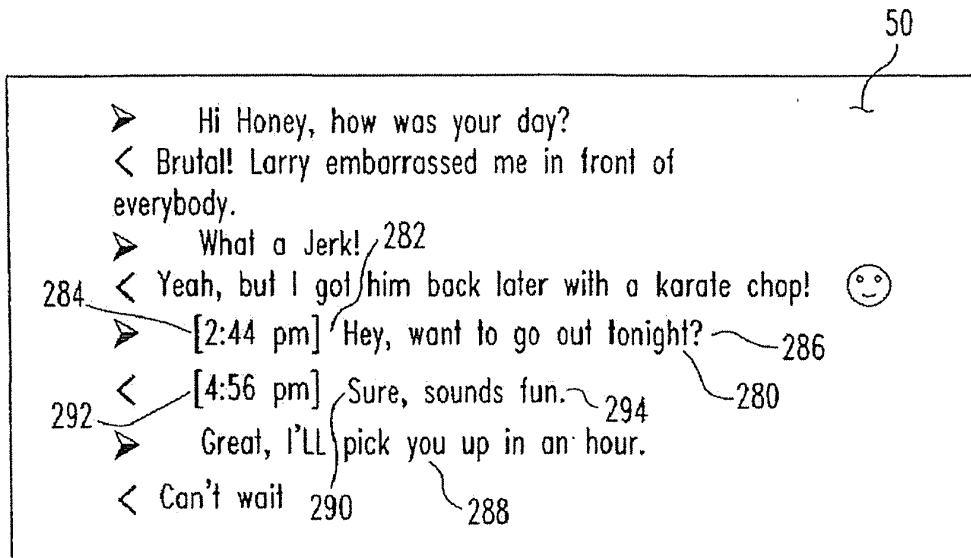 50
➢ Hi Honey, how was your day?
< Brutal! Larry embarrassed me in front of
everybody.
➢ What a Jerk! 282
< Yeah, but I got him back later with a karate chop!
284
➢ [2:44 pm] Hey, want to go out tonight? 286
280
< [4:56 pm] Sure, sounds fun. 294
292
➢ Great, I'LL pick you up in an hour.
< Can't wait 290 288